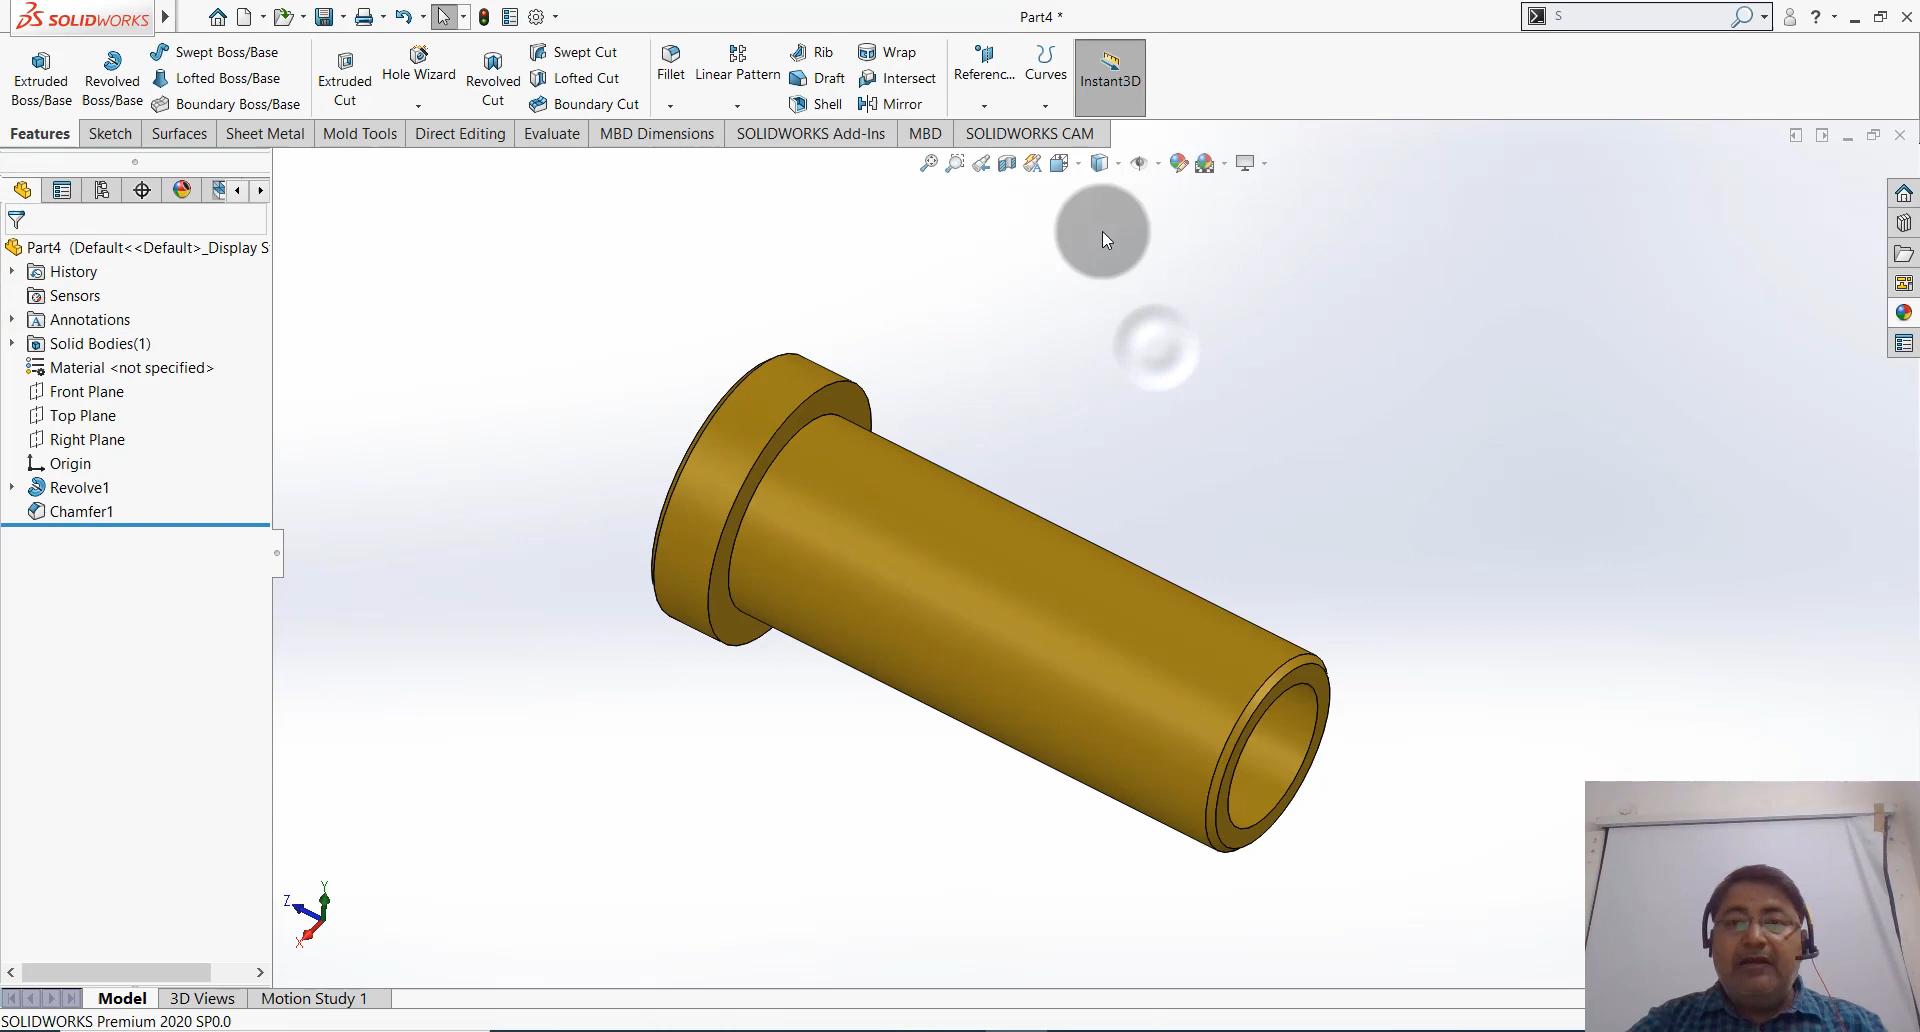 SOLIDWORKS
Part4 *
S
Extruded Boss/Base
Revolved Boss/Base
Swept Boss/Base
Lofted Boss/Base
Boundary Boss/Base
Extruded Cut
Hole Wizard
Revolved Cut
Swept Cut
Lofted Cut
Boundary Cut
Fillet
Linear Pattern
Rib
Draft
Shell
Wrap
Intersect
Mirror
Referenc...
Curves
Instant3D
Features
Sketch
Surfaces
Sheet Metal
Mold Tools
Direct Editing
Evaluate
MBD Dimensions
SOLIDWORKS Add-Ins
MBD
SOLIDWORKS CAM
Part4 (Default<<Default>_Display S
History
Sensors
Annotations
Solid Bodies(1)
Material <not specified>
Front Plane
Top Plane
Right Plane
Origin
Revolve1
Chamfer1
Y
Z
X
Model
3D Views
Motion Study 1
SOLIDWORKS Premium 2020 SP0.0